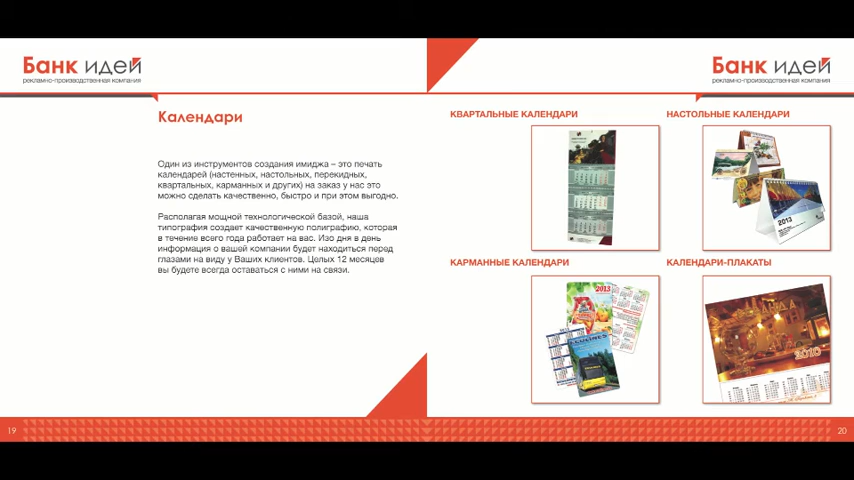 Банк идей
рекламно-производственная компания
Календари
Один из инструментов создания имиджа – это печать
календарей (настенных, настольных, перекидных,
квартальных, карманных и других) на заказ у нас это
можно сделать качественно, быстро и при этом выгодно.
Располагая мощной технологической базой, наша
типография создает качественную полиграфию, которая
в течение всего года работает на вас. Изо дня в день
информация о вашей компании будет находиться перед
глазами на виду у Ваших клиентов. Целых 12 месяцев
вы будете всегда оставаться с ними на связи.
19
Банк идей
рекламно-производственная компания
КВАРТАЛЬНЫЕ КАЛЕНДАРИ
НАСТОЛЬНЫЕ КАЛЕНДАРИ
2013
КАРМАННЫЕ КАЛЕНДАРИ
КАЛЕНДАРИ-ПЛАКАТЫ
2013
ECOLINES
2010
20